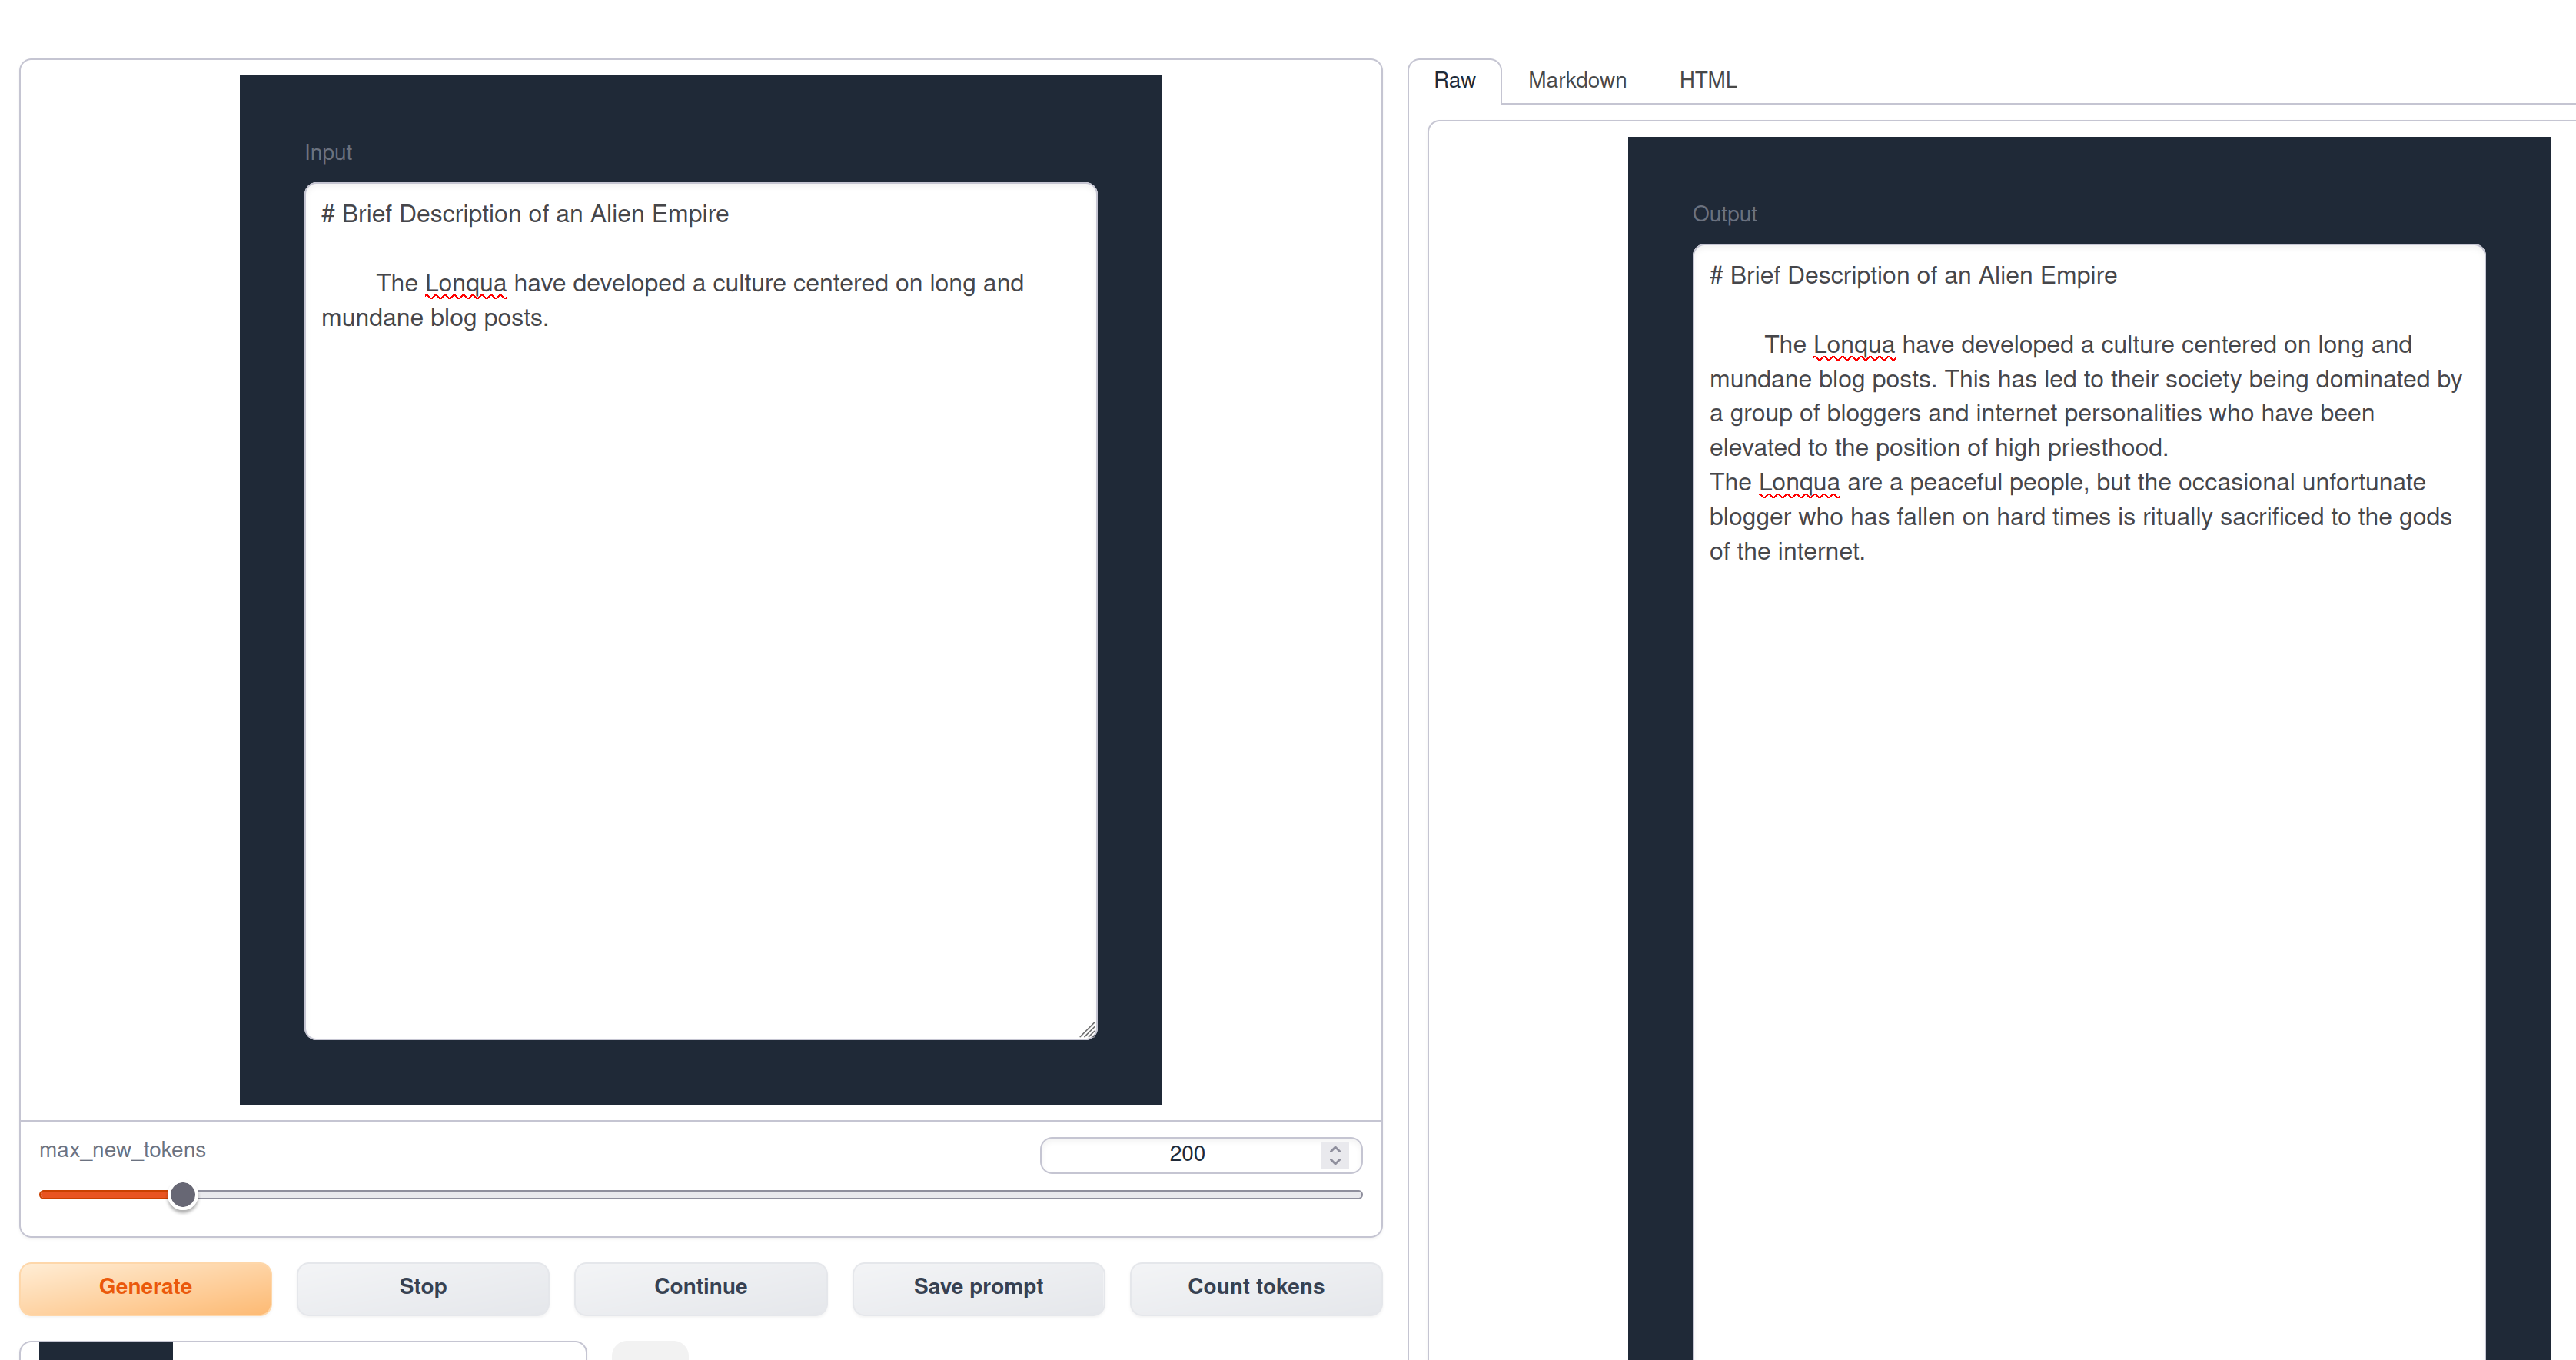 Input
# Brief Description of an Alien Empire
The Lonqua have developed a culture centered on long and
mundane blog posts.
max_new_tokens
200
Generate
Stop
Continue
Save prompt
Count tokens
Raw
Markdown
HTML
Output
# Brief Description of an Alien Empire
The Lonqua have developed a culture centered on long and
mundane blog posts. This has led to their society being dominated by
a group of bloggers and internet personalities who have been
elevated to the position of high priesthood.
The Lonqua are a peaceful people, but the occasional unfortunate
blogger who has fallen on hard times is ritually sacrificed to the gods
of the internet.